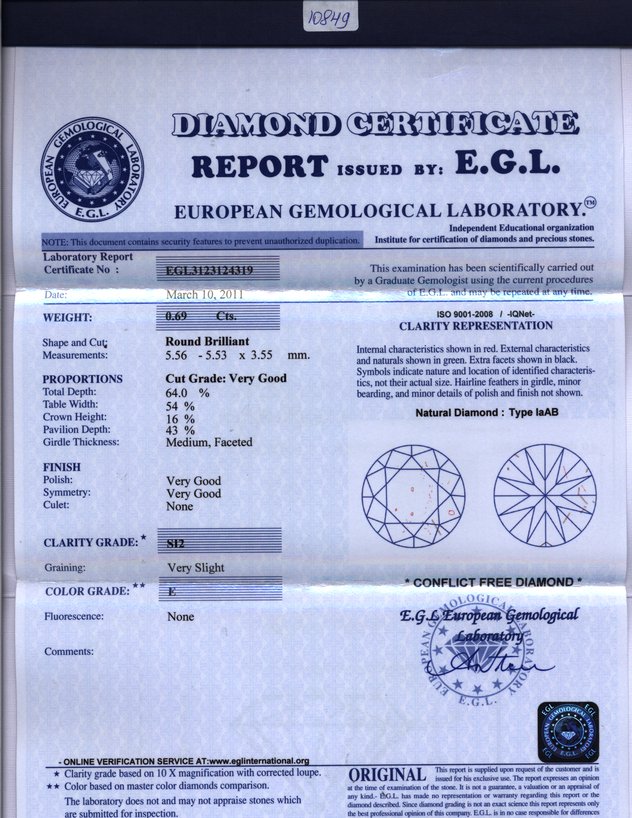 10849
DIAMOND CERTIFICATE
REPORT ISSUED BY: E.G.L.
EUROPEAN GEMOLOGICAL LABORATORY.™
EUROPEAN GEMOLOGICAL LABORATORY
E.G.L.
Independent Educational organization
Institute for certification of diamonds and precious stones.
NOTE: This document contains security features to prevent unauthorized duplication.
Laboratory Report
Certificate No : EGL3123124319
Date: March 10, 2011
WEIGHT: 0.69 Cts.
Shape and Cut: Round Brilliant
Measurements: 5.56 - 5.53 x 3.55 mm.
PROPORTIONS Cut Grade: Very Good
Total Depth: 64.0 %
Table Width: 54 %
Crown Height: 16 %
Pavilion Depth: 43 %
Girdle Thickness: Medium, Faceted
FINISH
Polish: Very Good
Symmetry: Very Good
Culet: None
CLARITY GRADE: * SI2
Graining: Very Slight
COLOR GRADE: ** E
Fluorescence: None
Comments:
This examination has been scientifically carried out
by a Graduate Gemologist using the current procedures
of E.G.L. and may be repeated at any time.
ISO 9001-2008 / -IQNet-
CLARITY REPRESENTATION
Internal characteristics shown in red. External characteristics
and naturals shown in green. Extra facets shown in black.
Symbols indicate nature and location of identified characteris-
tics, not their actual size. Hairline feathers in girdle, minor
bearding, and minor details of polish and finish not shown.
Natural Diamond : Type IaAB
* CONFLICT FREE DIAMOND *
E.G.L European Gemological
Laboratory
EUROPEAN GEMOLOGICAL LABORATORY
E.G.L.
EGL EGL
E.G.L.
EGL EGL
- ONLINE VERIFICATION SERVICE AT:www.eglinternational.org
★ Clarity grade based on 10 X magnification with corrected loupe.
★★ Color based on master color diamonds comparison.
The laboratory does not and may not appraise stones which
are submitted for inspection.
ORIGINAL This report is supplied upon request of the customer and is
issued for his exclusive use. The report expresses an opinion
at the time of examination of the stone. It is not a guarantee, a valuation or an appraisal of
any kind.- E.G.L. has made no representation or warranty regarding this report or the
diamond described. Since diamond grading is not an exact science this report represents only
the best professional opinion of this company. E.G.L. is in no case responsible for differences